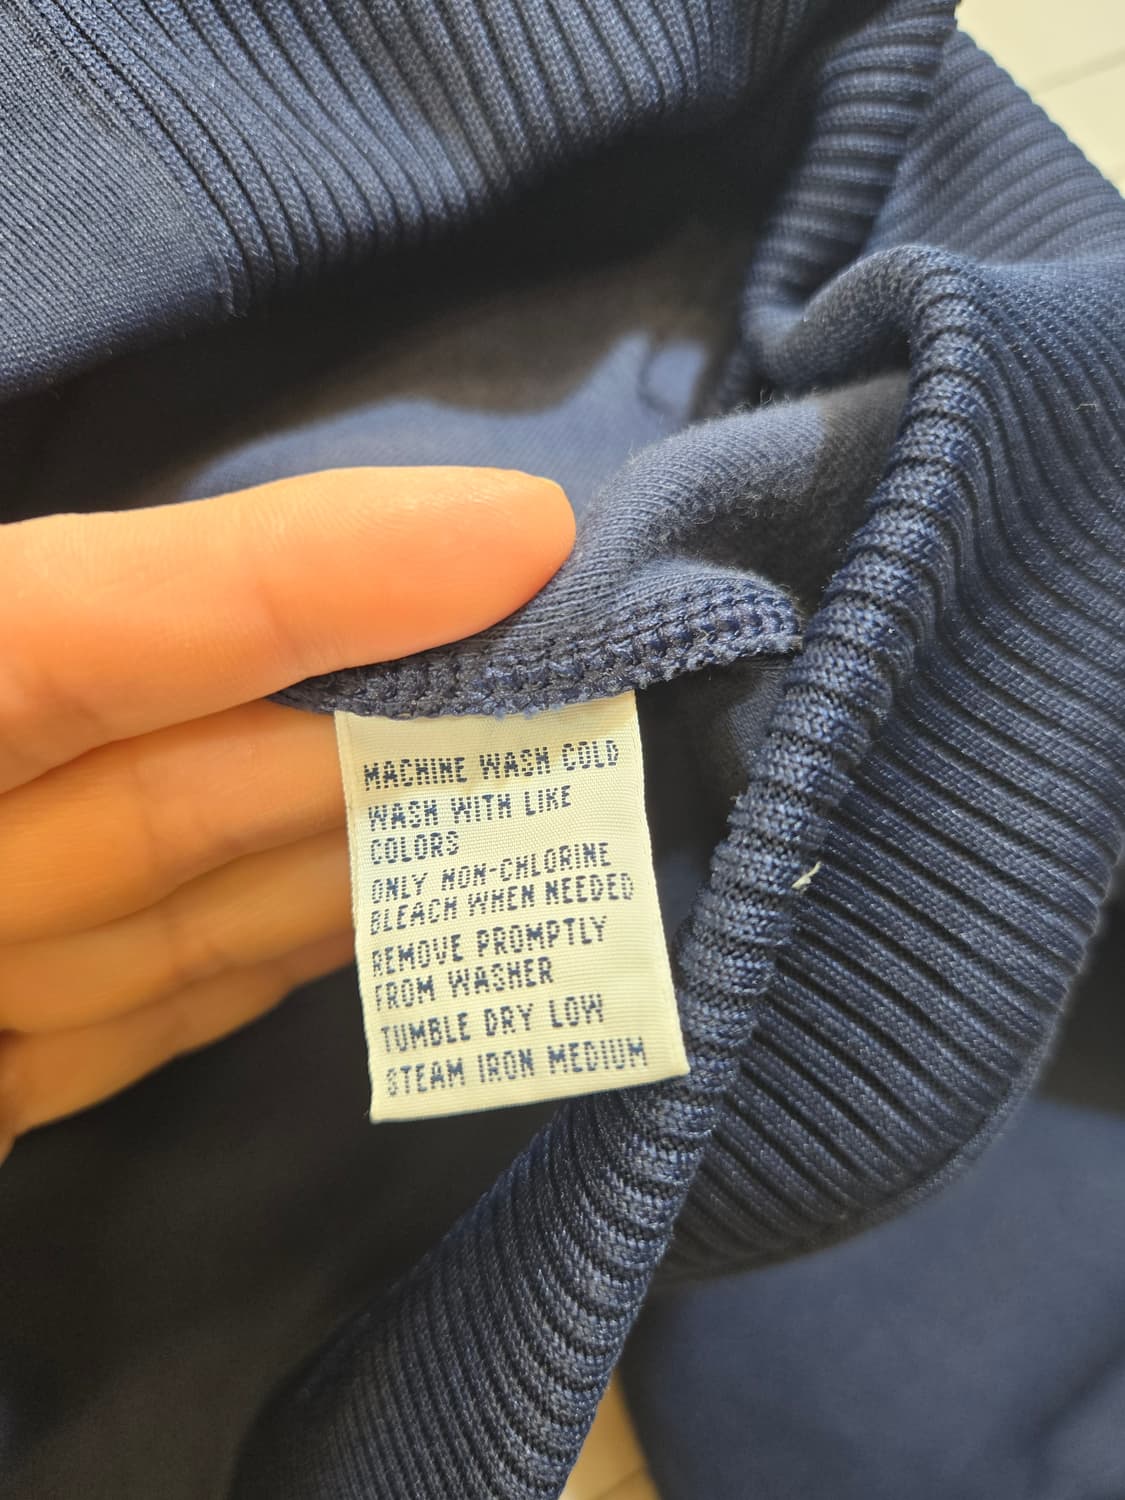 MACHINE WASH COLD
WASH WITH LIKE
COLORS
ONLY NON-CHLORINE
BLEACH WHEN NEEDED
REMOVE PROMPTLY
FROM WASHER
TUMBLE DRY LOW
STEAM IRON MEDIUM